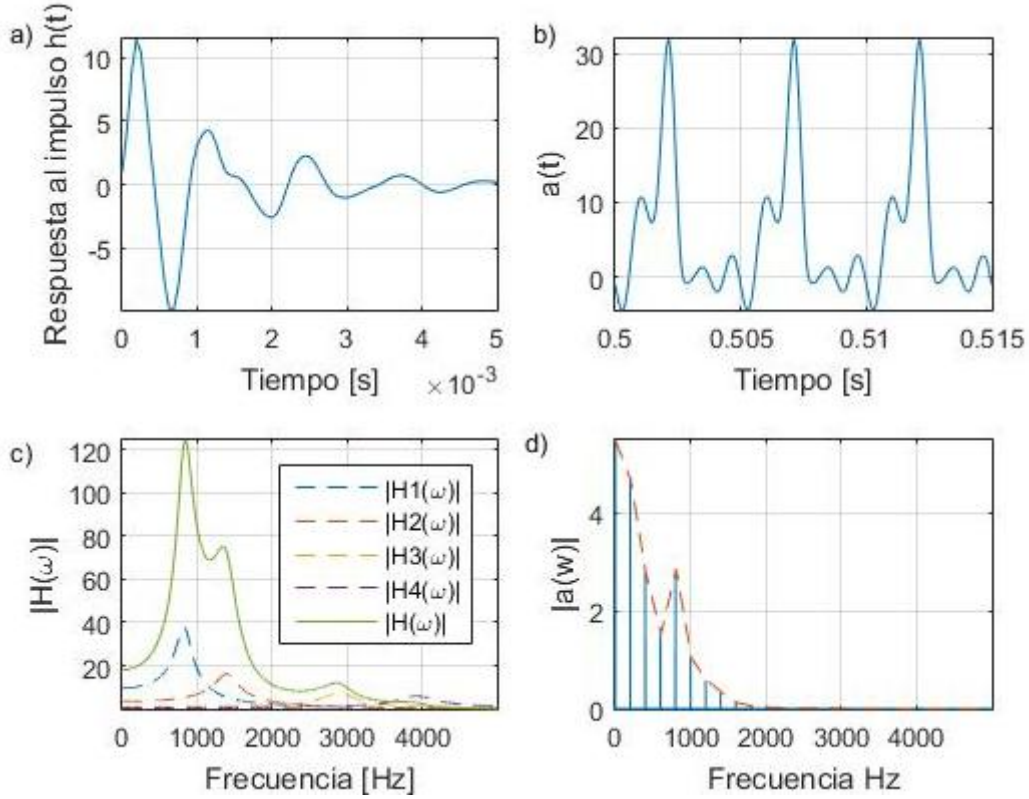 a)
Respuesta al impulso h(t)
10
5
0
-5
0 1 2 3 4 5
Tiempo [s]
× 10⁻³
b)
a(t)
30
20
10
0
0.5 0.505 0.51 0.515
Tiempo [s]
c)
|H(ω)|
120
100
80
60
40
20
0 1000 2000 3000 4000
Frecuencia [Hz]
|H1(ω)|
|H2(ω)|
|H3(ω)|
|H4(ω)|
|H(ω)|
d)
|a(w)|
4
2
0
0 1000 2000 3000 4000
Frecuencia Hz